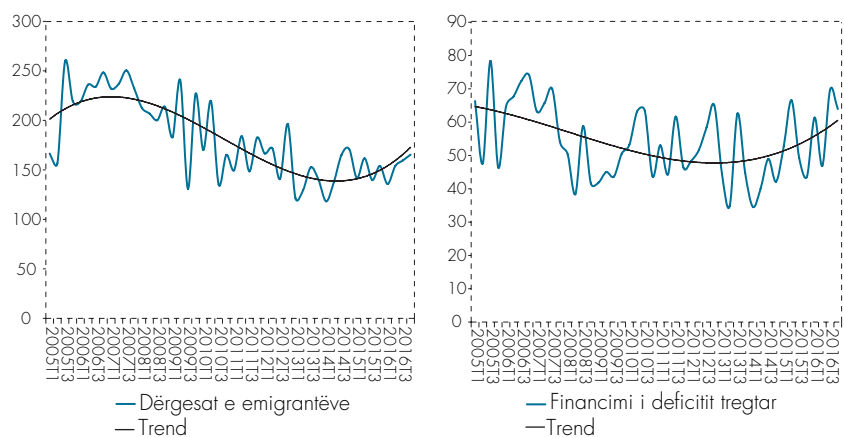 300
250
200
150
100
50
0
2005T1
2005T3
2006T1
2006T3
2007T1
2007T3
2008T1
2008T3
2009T1
2009T3
2010T1
2010T3
2011T1
2011T3
2012T1
2012T3
2013T1
2013T3
2014T1
2014T3
2015T1
2015T3
2016T1
2016T3
Dërgesat e emigrantëve
Trend
90
80
70
60
50
40
30
20
10
0
2005T1
2005T3
2006T1
2006T3
2007T1
2007T3
2008T1
2008T3
2009T1
2009T3
2010T1
2010T3
2011T1
2011T3
2012T1
2012T3
2013T1
2013T3
2014T1
2014T3
2015T1
2015T3
2016T1
2016T3
Financimi i deficitit tregtar
Trend